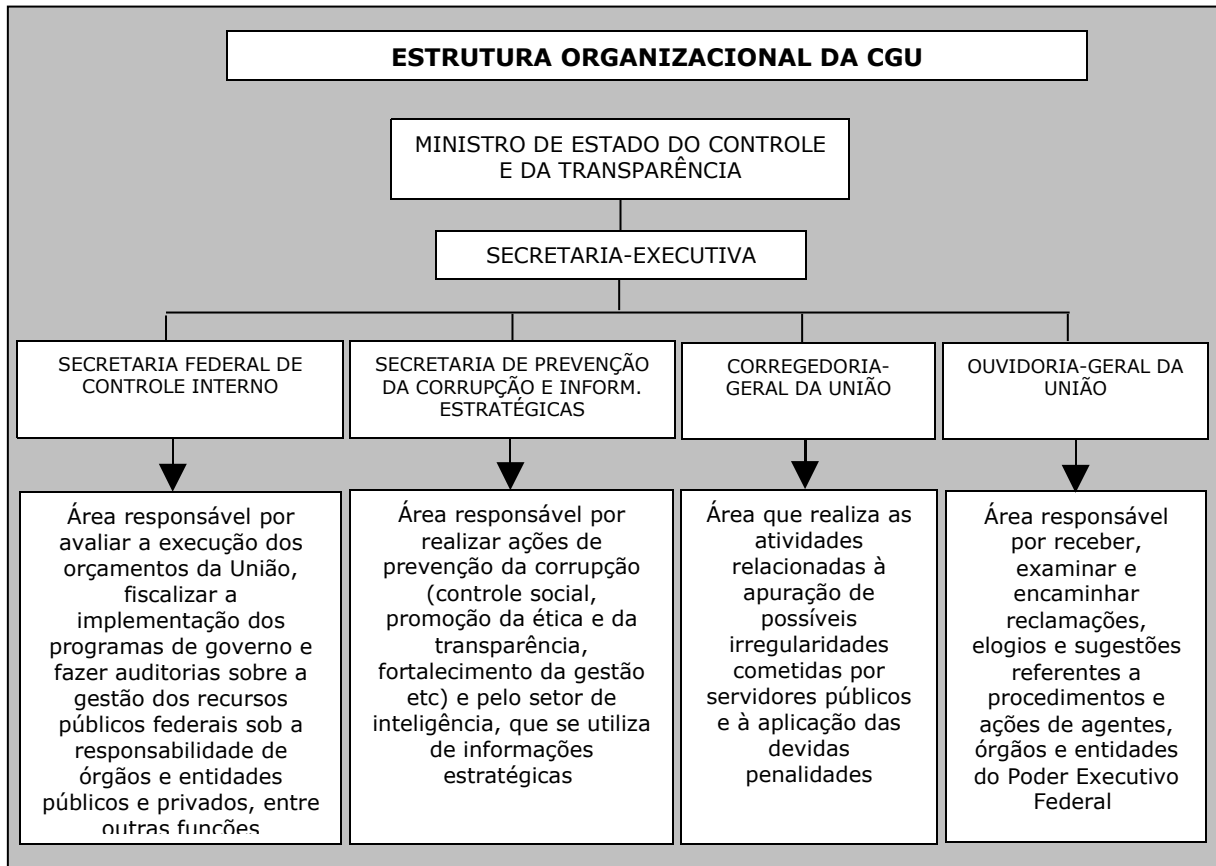 ESTRUTURA ORGANIZACIONAL DA CGU
MINISTRO DE ESTADO DO CONTROLE
E DA TRANSPARÊNCIA
SECRETARIA-EXECUTIVA
SECRETARIA FEDERAL DE
CONTROLE INTERNO
SECRETARIA DE PREVENÇÃO
DA CORRUPÇÃO E INFORM.
ESTRATÉGICAS
CORREGEDORIA-
GERAL DA UNIÃO
OUVIDORIA-GERAL DA
UNIÃO
Área responsável por
avaliar a execução dos
orçamentos da União,
fiscalizar a
implementação dos
programas de governo e
fazer auditorias sobre a
gestão dos recursos
públicos federais sob a
responsabilidade de
órgãos e entidades
públicos e privados, entre
outras funções
Área responsável por
realizar ações de
prevenção da corrupção
(controle social,
promoção da ética e da
transparência,
fortalecimento da gestão
etc) e pelo setor de
inteligência, que se utiliza
de informações
estratégicas
Área que realiza as
atividades
relacionadas à
apuração de
possíveis
irregularidades
cometidas por
servidores públicos
e à aplicação das
devidas
penalidades
Área responsável
por receber,
examinar e
encaminhar
reclamações,
elogios e sugestões
referentes a
procedimentos e
ações de agentes,
órgãos e entidades
do Poder Executivo
Federal